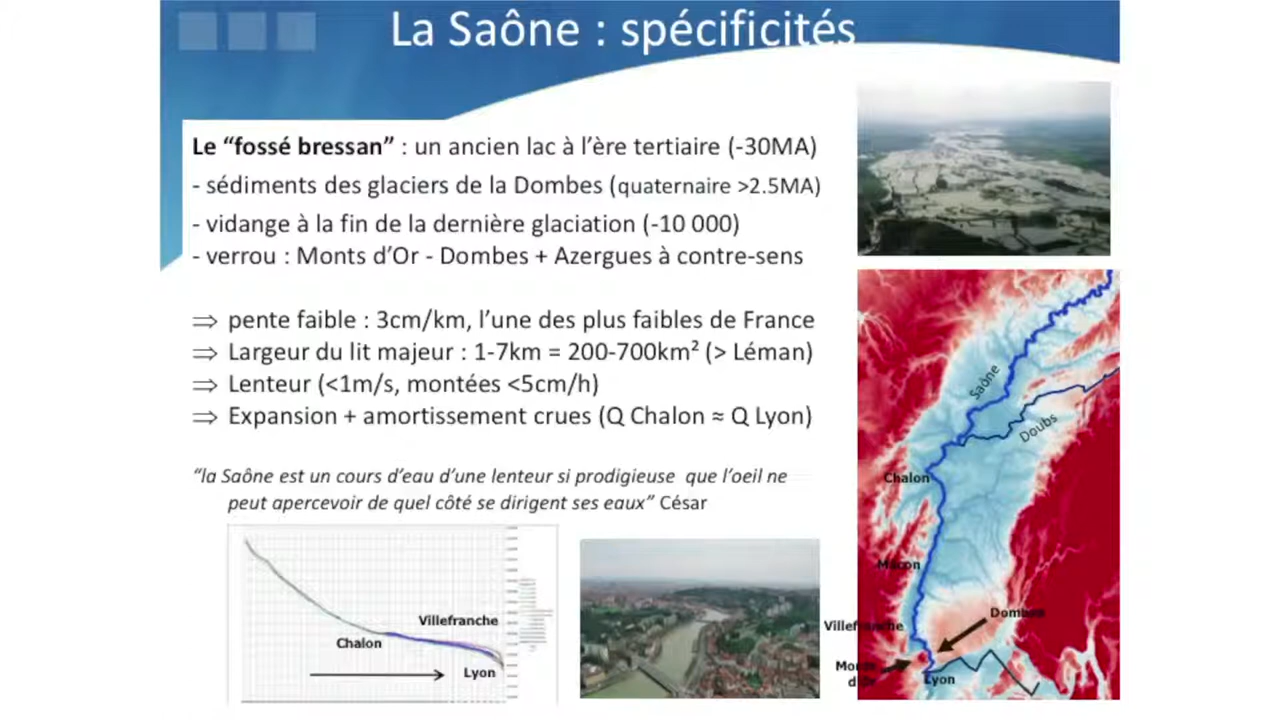 La Saône : spécificités
Le “fossé bressan” : un ancien lac à l’ère tertiaire (-30MA)
- sédiments des glaciers de la Dombes (quaternaire >2.5MA)
- vidange à la fin de la dernière glaciation (-10 000)
- verrou : Monts d’Or - Dombes + Azergues à contre-sens
⇒ pente faible : 3cm/km, l’une des plus faibles de France
⇒ Largeur du lit majeur : 1-7km = 200-700km² (> Léman)
⇒ Lenteur (<1m/s, montées <5cm/h)
⇒ Expansion + amortissement crues (Q Chalon ≈ Q Lyon)
“la Saône est un cours d’eau d’une lenteur si prodigieuse que l’oeil ne
peut apercevoir de quel côté se dirigent ses eaux” César
Villefranche
Chalon
Lyon
Saône
Doubs
Chalon
Mâcon
Dombes
Villefranche
Monts
d'Or
Lyon